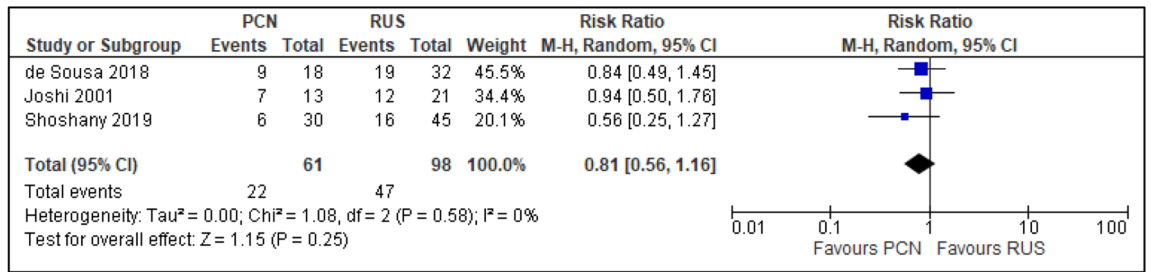 PCN RUS Risk Ratio Risk Ratio
Study or Subgroup Events Total Events Total Weight M-H, Random, 95% CI M-H, Random, 95% CI
de Sousa 2018 9 18 19 32 45.5% 0.84 [0.49, 1.45]
Joshi 2001 7 13 12 21 34.4% 0.94 [0.50, 1.76]
Shoshany 2019 6 30 16 45 20.1% 0.56 [0.25, 1.27]
Total (95% CI) 61 98 100.0% 0.81 [0.56, 1.16]
Total events 22 47
Heterogeneity: Tau² = 0.00; Chi² = 1.08, df = 2 (P = 0.58); I² = 0%
Test for overall effect: Z = 1.15 (P = 0.25)
0.01 0.1 1 10 100
Favours PCN Favours RUS